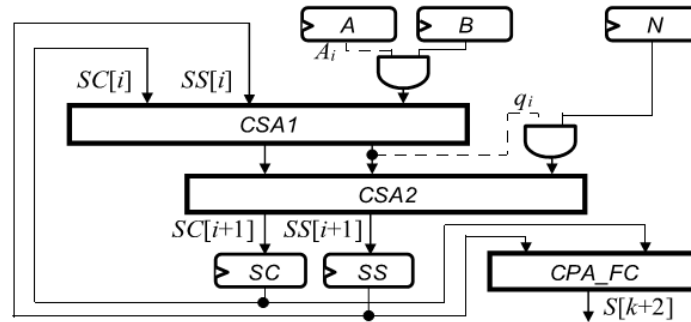 A B N
A_i
SC[i] SS[i] q_i
CSA1
CSA2
SC[i+1] SS[i+1]
SC SS CPA_FC
S[k+2]